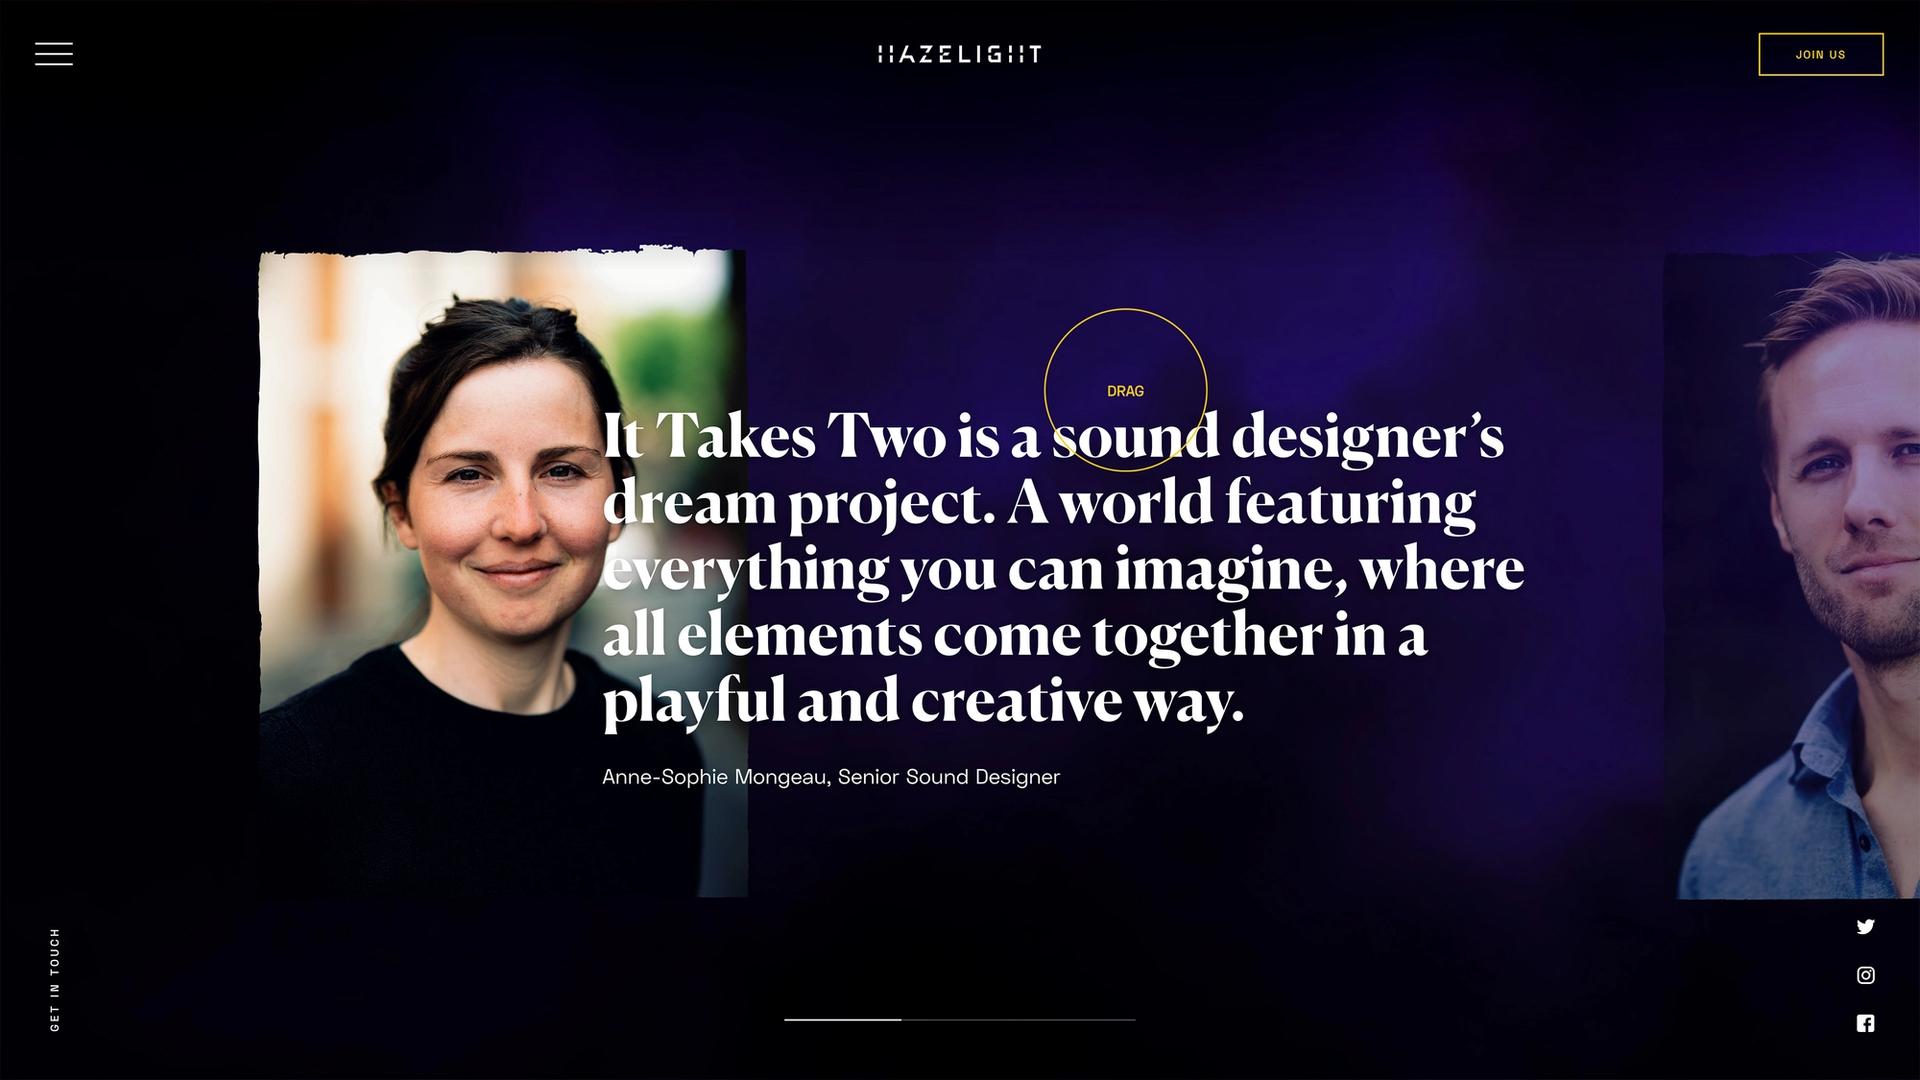 HAZELIGHT
JOIN US
DRAG
It Takes Two is a sound designer’s
dream project. A world featuring
everything you can imagine, where
all elements come together in a
playful and creative way.
Anne-Sophie Mongeau, Senior Sound Designer
GET IN TOUCH